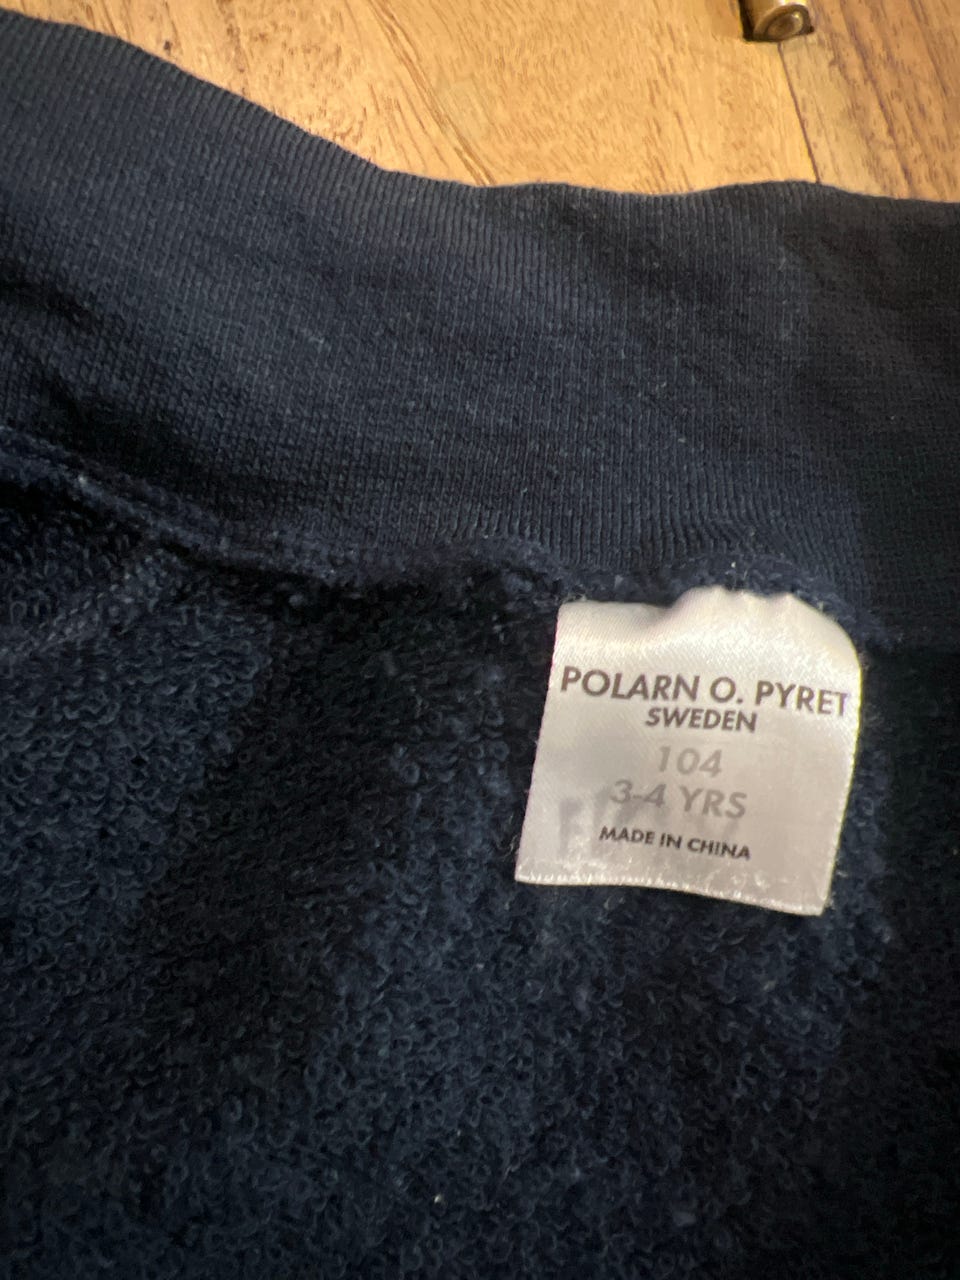 POLARN O. PYRET
SWEDEN
104
3-4 YRS
MADE IN CHINA